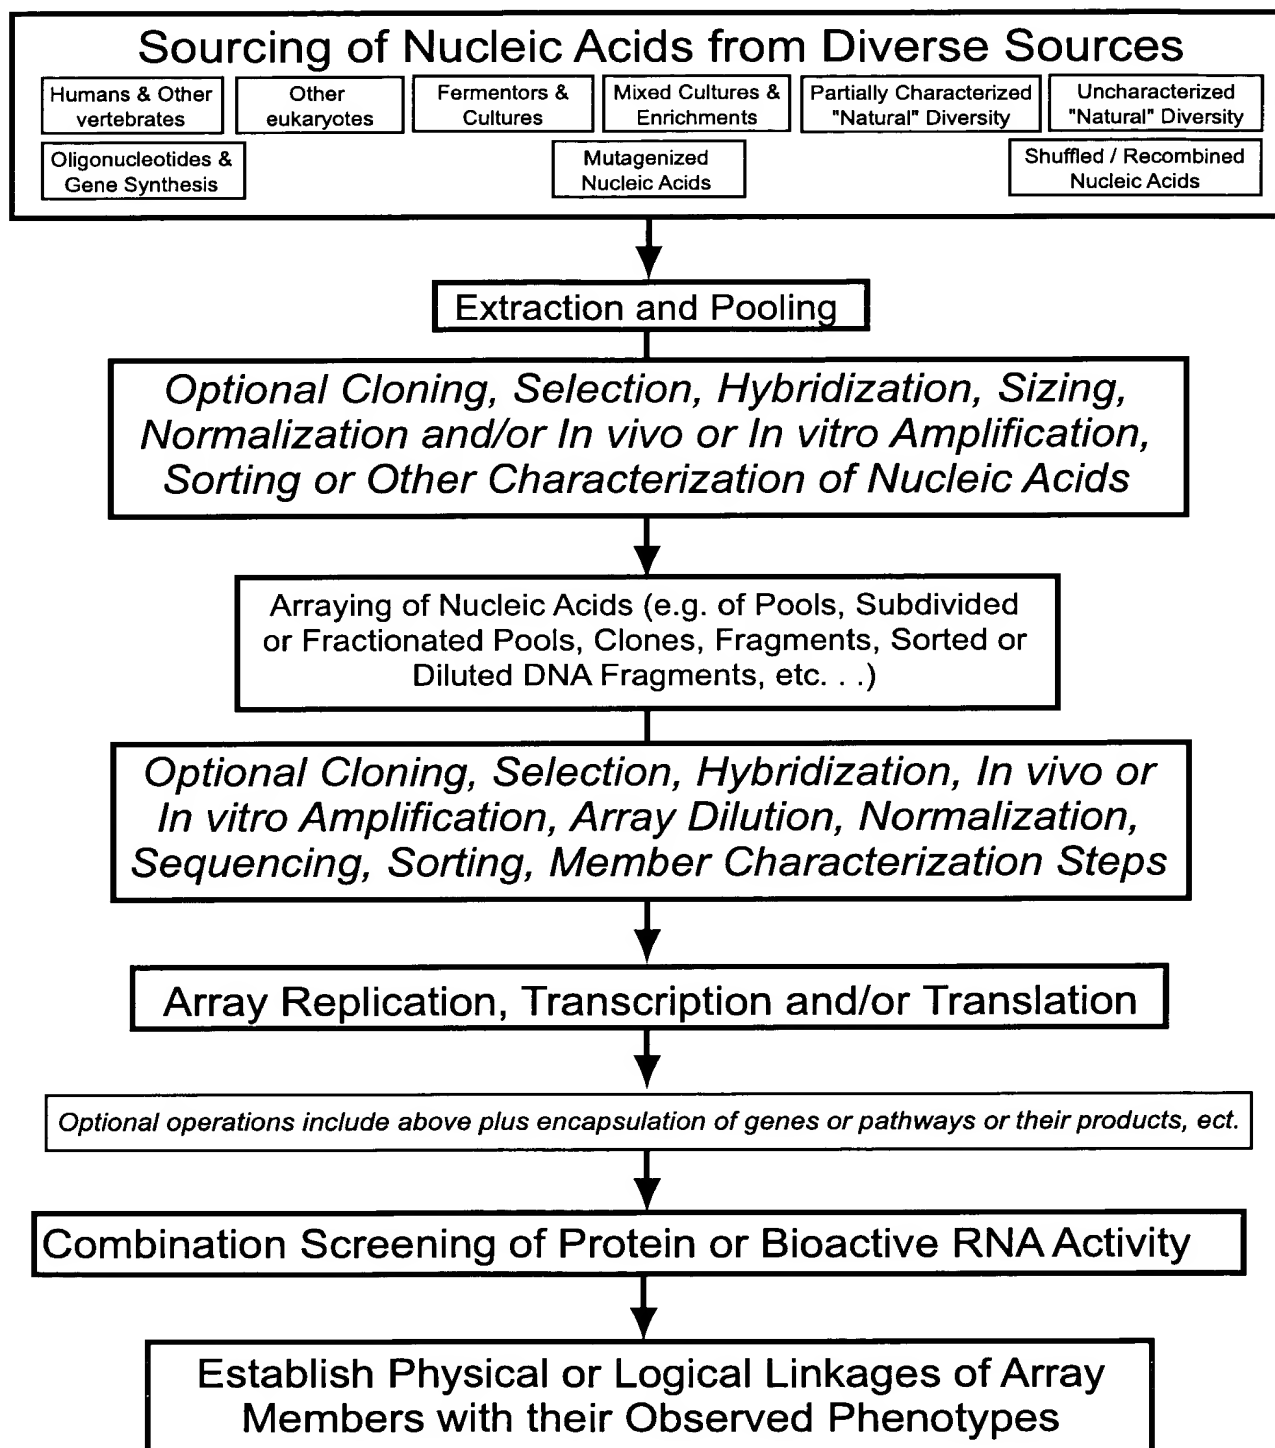 Sourcing of Nucleic Acids from Diverse Sources
Humans & Other
vertebrates
Other
eukaryotes
Fermentors &
Cultures
Mixed Cultures &
Enrichments
Partially Characterized
"Natural" Diversity
Uncharacterized
"Natural" Diversity
Oligonucleotides &
Gene Synthesis
Mutagenized
Nucleic Acids
Shuffled / Recombined
Nucleic Acids
Extraction and Pooling
Optional Cloning, Selection, Hybridization, Sizing,
Normalization and/or In vivo or In vitro Amplification,
Sorting or Other Characterization of Nucleic Acids
Arraying of Nucleic Acids (e.g. of Pools, Subdivided
or Fractionated Pools, Clones, Fragments, Sorted or
Diluted DNA Fragments, etc. . .)
Optional Cloning, Selection, Hybridization, In vivo or
In vitro Amplification, Array Dilution, Normalization,
Sequencing, Sorting, Member Characterization Steps
Array Replication, Transcription and/or Translation
Optional operations include above plus encapsulation of genes or pathways or their products, ect.
Combination Screening of Protein or Bioactive RNA Activity
Establish Physical or Logical Linkages of Array
Members with their Observed Phenotypes